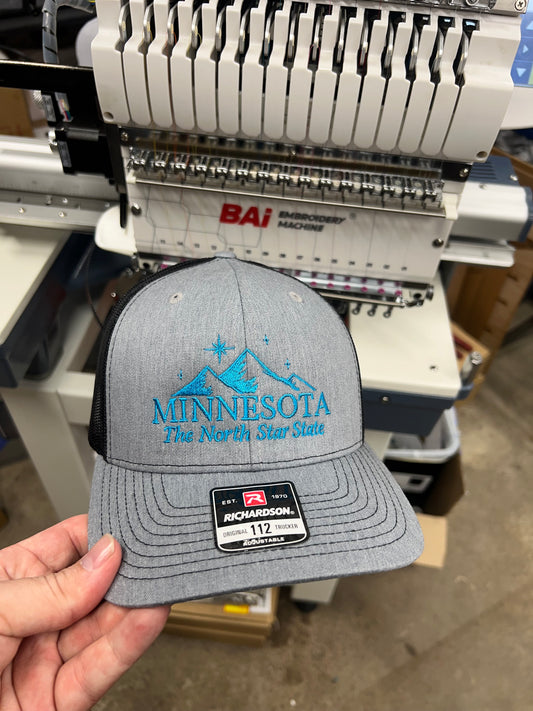 BAi EMBROIDERY
MACHINE
MINNESOTA
The North Star State
EST. R 1970
RICHARDSON®
ORIGINAL 112 TRUCKER
ADJUSTABLE